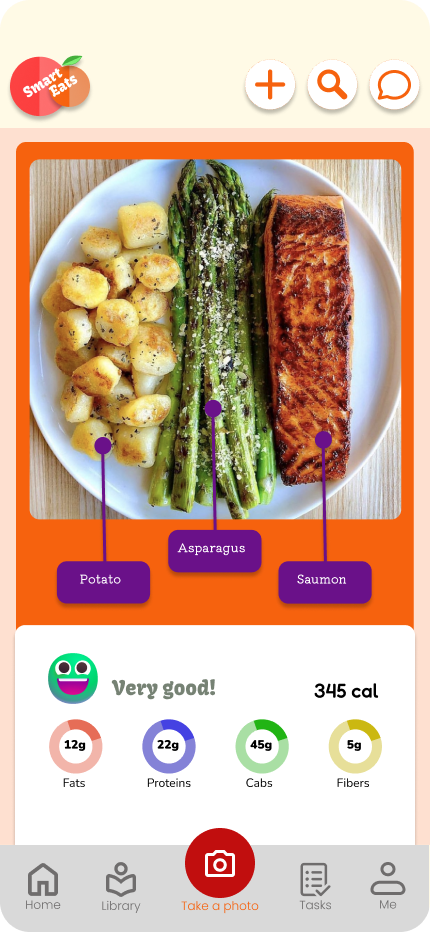 Smart
Eats
Potato
Asparagus
Saumon
Very good!
345 cal
12g
22g
45g
5g
Fats
Proteins
Cabs
Fibers
Home
Library
Take a photo
Tasks
Me